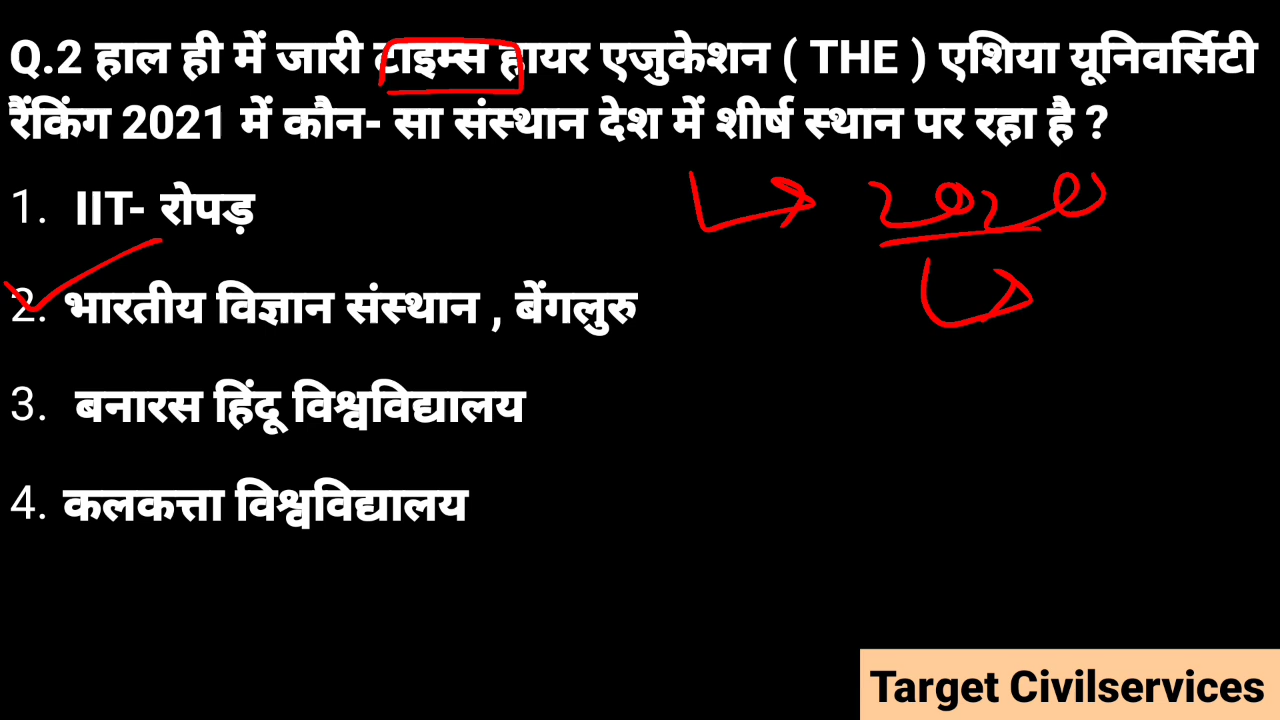 Q.2 हाल ही में जारी टाइम्स हायर एजुकेशन ( THE ) एशिया यूनिवर्सिटी
रैंकिंग 2021 में कौन- सा संस्थान देश में शीर्ष स्थान पर रहा है ?
1. IIT- रोपड़
2020
2. भारतीय विज्ञान संस्थान , बेंगलुरु
3. बनारस हिंदू विश्वविद्यालय
4. कलकत्ता विश्वविद्यालय
Target Civilservices